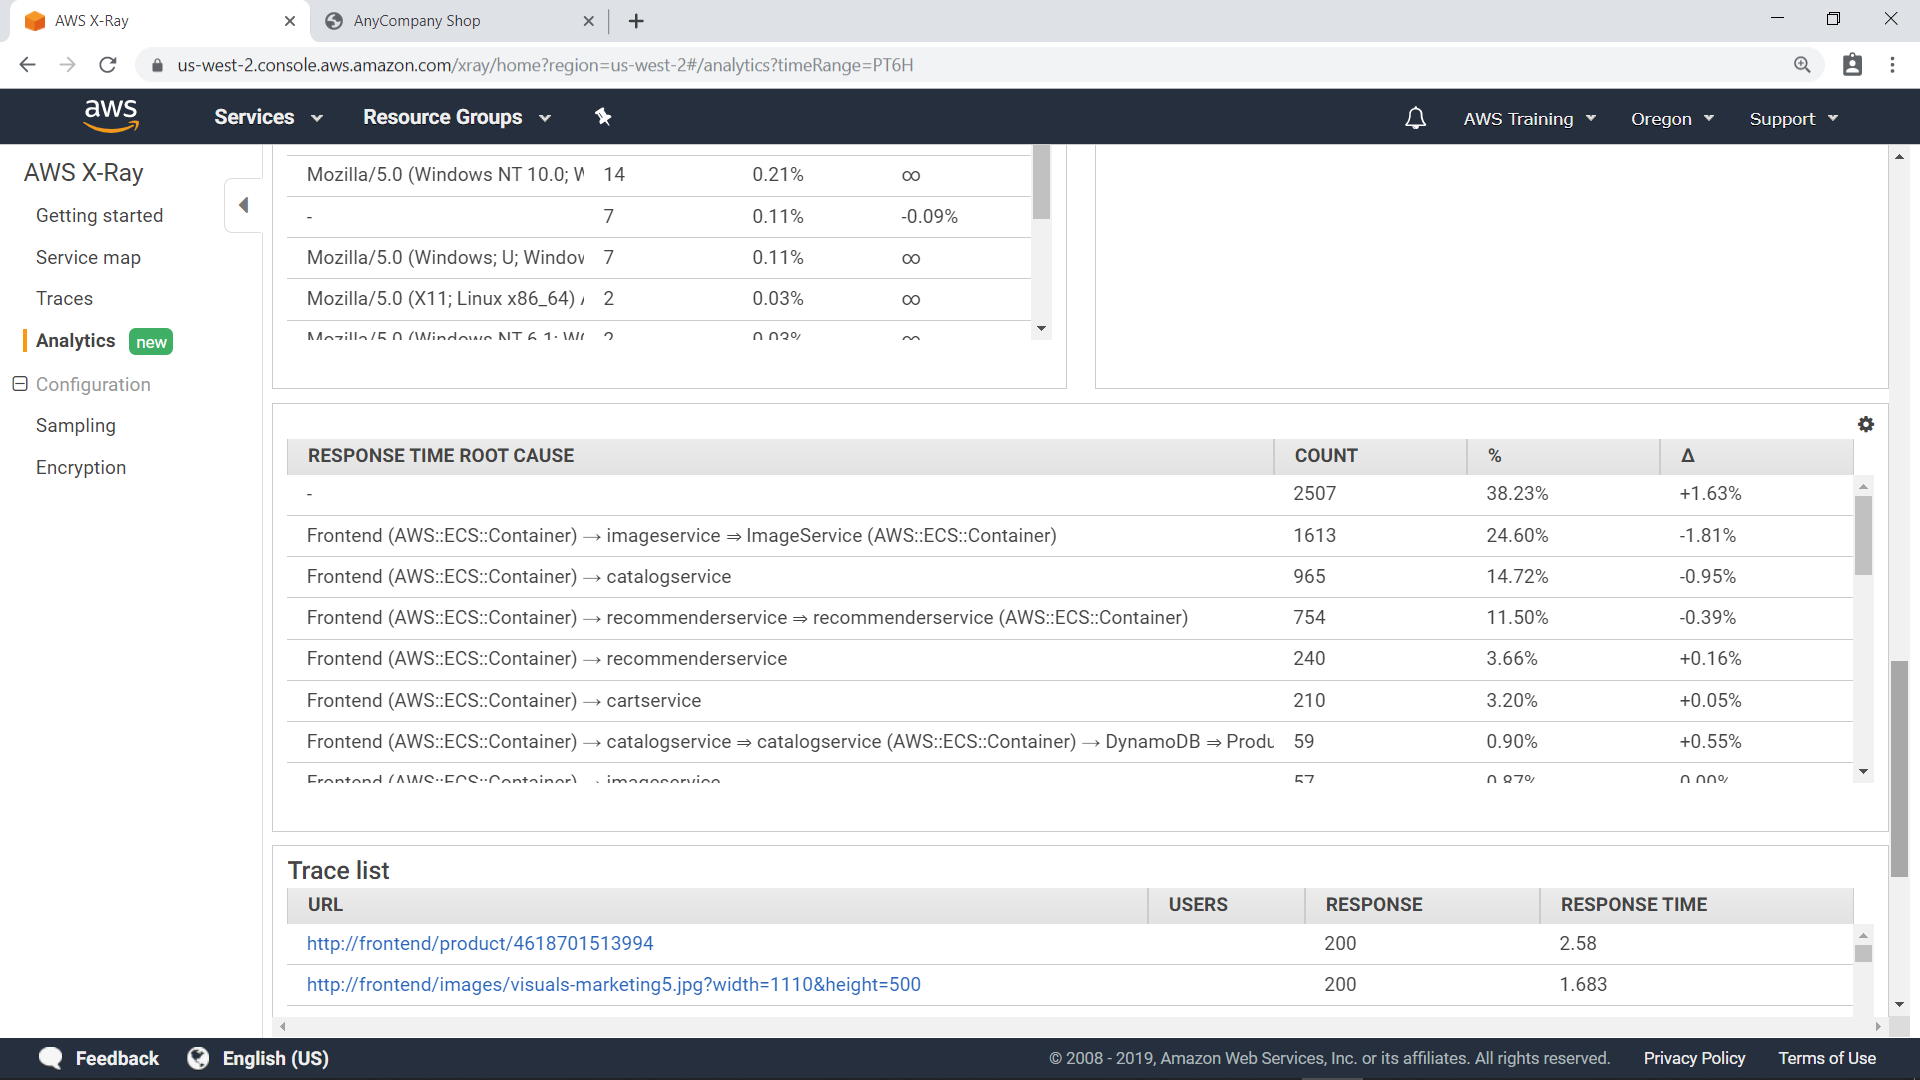 AWS X-Ray
AnyCompany Shop
us-west-2.console.aws.amazon.com/xray/home?region=us-west-2#/analytics?timeRange=PT6H
aws Services Resource Groups AWS Training Oregon Support
AWS X-Ray
Getting started
Service map
Traces
Analytics new
Configuration
Sampling
Encryption
Mozilla/5.0 (Windows NT 10.0; W 14 0.21% ∞
- 7 0.11% -0.09%
Mozilla/5.0 (Windows; U; Window 7 0.11% ∞
Mozilla/5.0 (X11; Linux x86_64) 2 0.03% ∞
Mozilla/5.0 (Windows NT 6.1; WO 2 0.03% ∞
RESPONSE TIME ROOT CAUSE COUNT % Δ
- 2507 38.23% +1.63%
Frontend (AWS::ECS::Container) → imageservice ⇒ ImageService (AWS::ECS::Container) 1613 24.60% -1.81%
Frontend (AWS::ECS::Container) → catalogservice 965 14.72% -0.95%
Frontend (AWS::ECS::Container) → recommenderservice ⇒ recommenderservice (AWS::ECS::Container) 754 11.50% -0.39%
Frontend (AWS::ECS::Container) → recommenderservice 240 3.66% +0.16%
Frontend (AWS::ECS::Container) → cartservice 210 3.20% +0.05%
Frontend (AWS::ECS::Container) → catalogservice ⇒ catalogservice (AWS::ECS::Container) → DynamoDB ⇒ Produ 59 0.90% +0.55%
Frontend (AWS::ECS::Container) → imageservice 57 0.87% 0.00%
Trace list
URL USERS RESPONSE RESPONSE TIME
http://frontend/product/4618701513994 200 2.58
http://frontend/images/visuals-marketing5.jpg?width=1110&height=500 200 1.683
Feedback English (US) © 2008 - 2019, Amazon Web Services, Inc. or its affiliates. All rights reserved. Privacy Policy Terms of Use